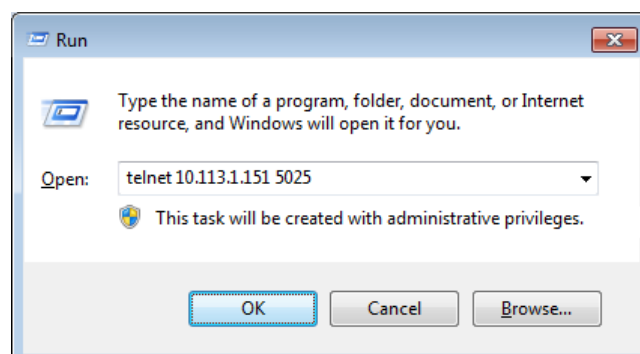 Run
Type the name of a program, folder, document, or Internet
resource, and Windows will open it for you.
Open: telnet 10.113.1.151 5025
This task will be created with administrative privileges.
OK Cancel Browse...